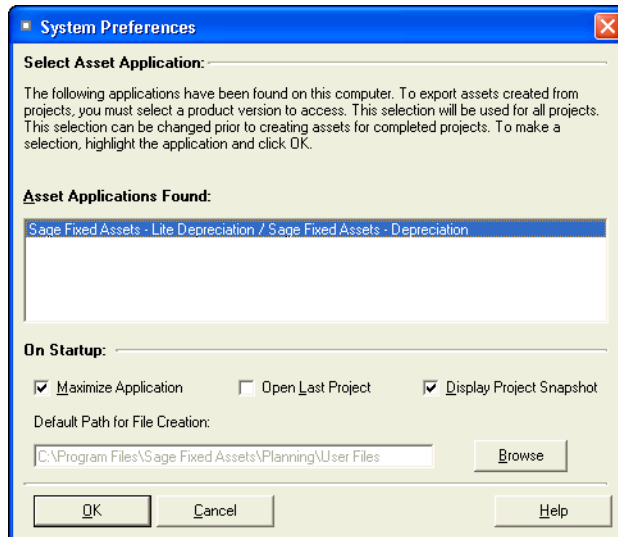 System Preferences
Select Asset Application:
The following applications have been found on this computer. To export assets created from
projects, you must select a product version to access. This selection will be used for all projects.
This selection can be changed prior to creating assets for completed projects. To make a
selection, highlight the application and click OK.
Asset Applications Found:
Sage Fixed Assets - Lite Depreciation / Sage Fixed Assets - Depreciation
On Startup:
Maximize Application Open Last Project Display Project Snapshot
Default Path for File Creation:
C:\Program Files\Sage Fixed Assets\Planning\User Files Browse
OK Cancel Help